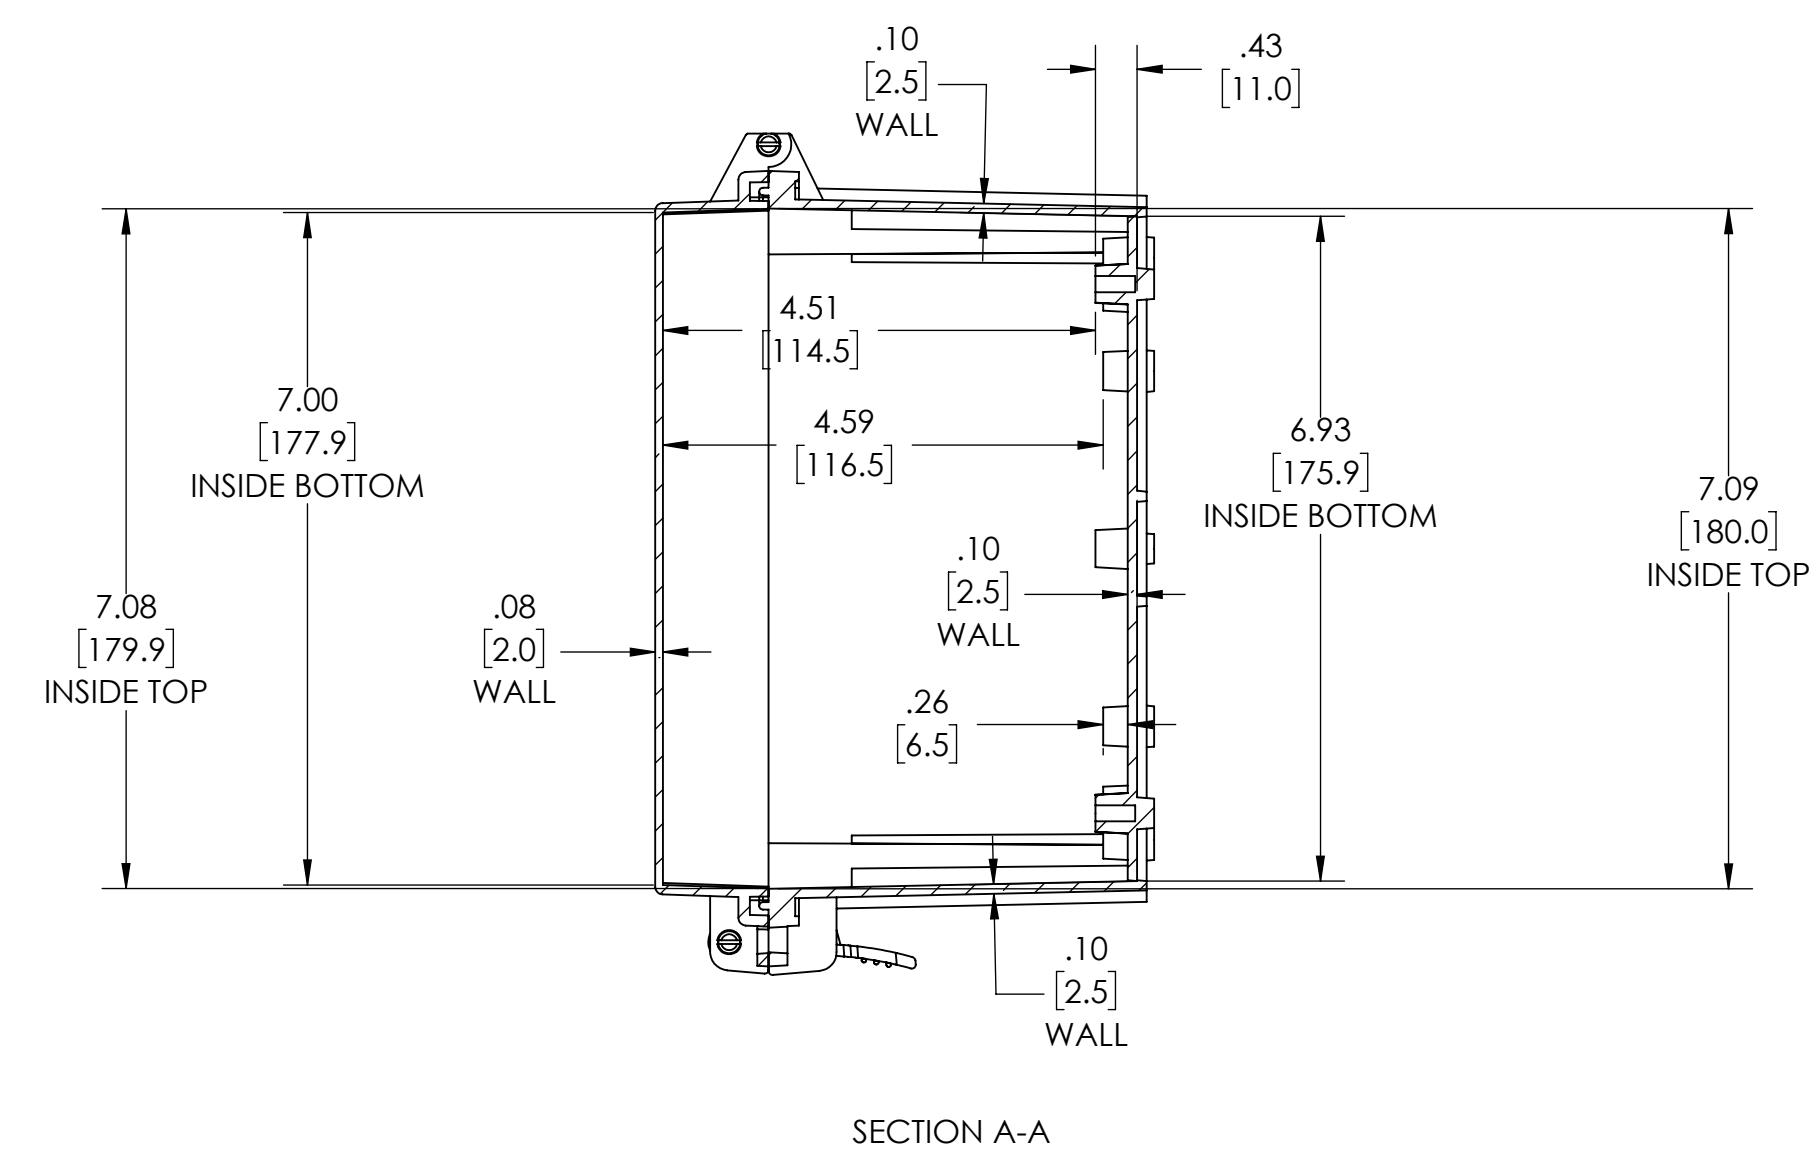 .10
[2.5]
WALL
.43
[11.0]
4.51
[114.5]
7.00
[177.9]
INSIDE BOTTOM
4.59
[116.5]
6.93
[175.9]
INSIDE BOTTOM
7.09
[180.0]
INSIDE TOP
.10
[2.5]
WALL
7.08
[179.9]
INSIDE TOP
.08
[2.0]
WALL
.26
[6.5]
.10
[2.5]
WALL
SECTION A-A